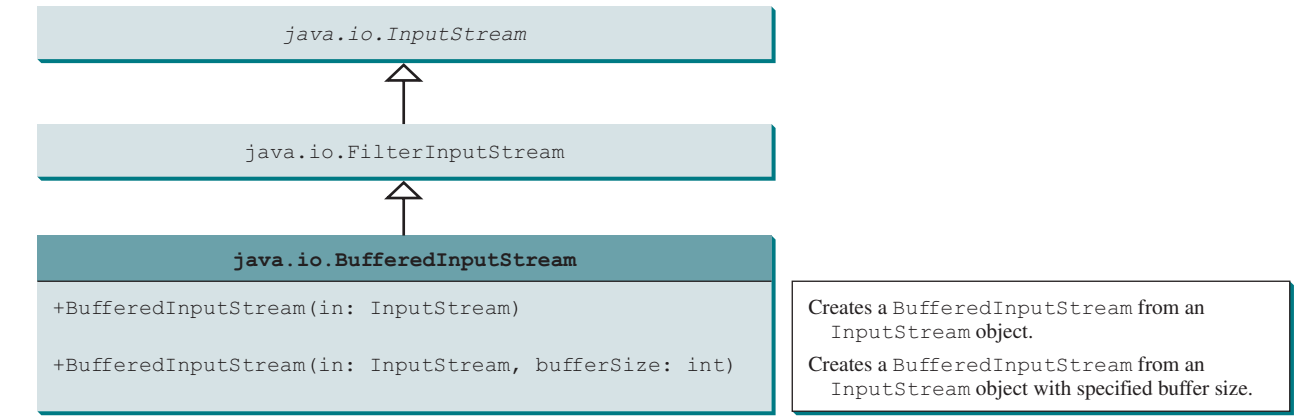 java.io.InputStream
java.io.FilterInputStream
java.io.BufferedInputStream
+BufferedInputStream(in: InputStream)
+BufferedInputStream(in: InputStream, bufferSize: int)
Creates a BufferedInputStream from an
InputStream object.
Creates a BufferedInputStream from an
InputStream object with specified buffer size.